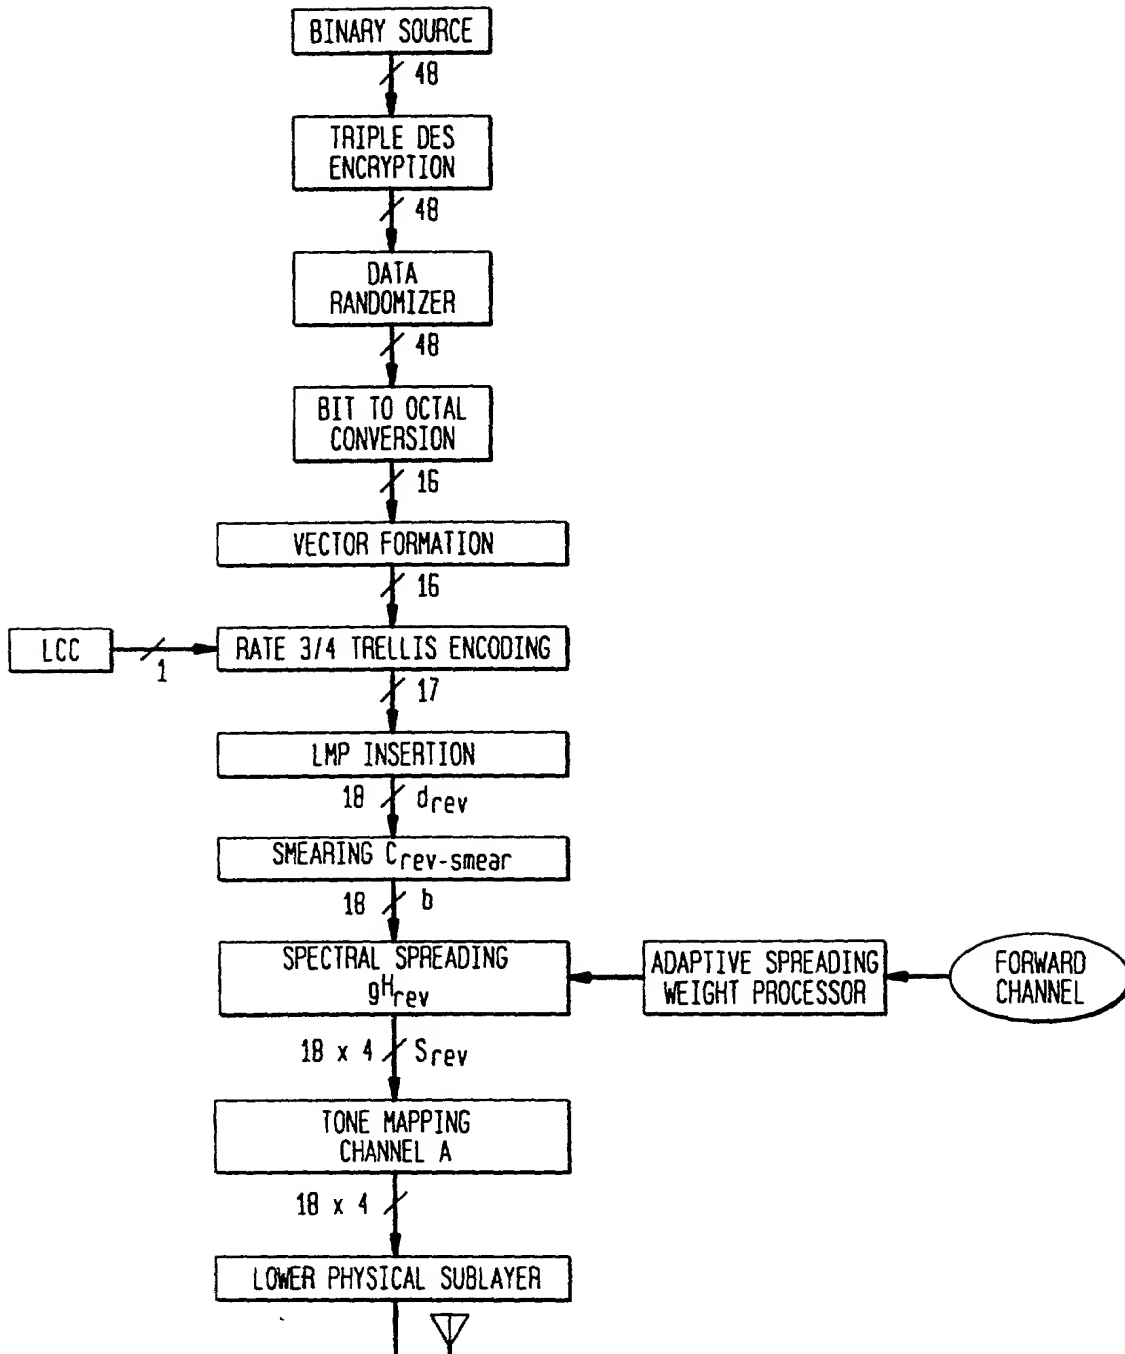 BINARY SOURCE
48
TRIPLE DES
ENCRYPTION
48
DATA
RANDOMIZER
48
BIT TO OCTAL
CONVERSION
16
VECTOR FORMATION
16
LCC
1
RATE 3/4 TRELLIS ENCODING
17
LMP INSERTION
18 drev
SMEARING Crev-smear
18 b
SPECTRAL SPREADING
gHrev
ADAPTIVE SPREADING
WEIGHT PROCESSOR
FORWARD
CHANNEL
18 x 4 Srev
TONE MAPPING
CHANNEL A
18 x 4
LOWER PHYSICAL SUBLAYER